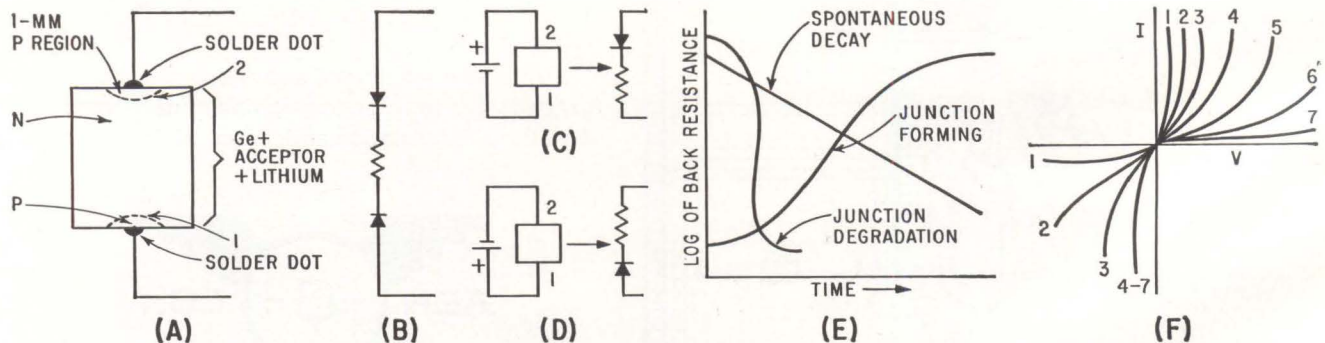 1-MM
P REGION
SOLDER DOT
2
N
Ge+
ACCEPTOR
+LITHIUM
P
1
SOLDER DOT
(A)
(B)
+
2
1
(C)
2
+
1
(D)
LOG OF BACK RESISTANCE
SPONTANEOUS
DECAY
JUNCTION
FORMING
JUNCTION
DEGRADATION
TIME
(E)
I
1 2 3 4 5
6
7
V
1
2
3
4-7
(F)